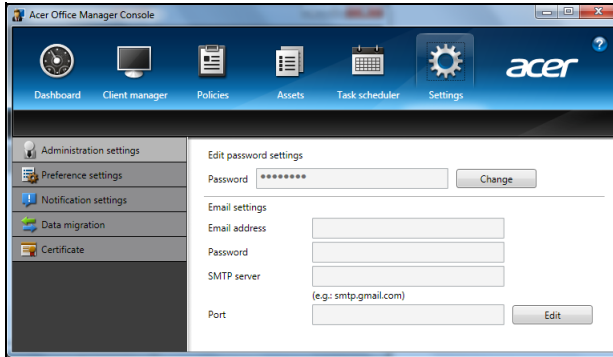 Acer Office Manager Console
Dashboard Client manager Policies Assets Task scheduler Settings acer ?
Administration settings
Preference settings
Notification settings
Data migration
Certificate
Edit password settings
Password ******** Change
Email settings
Email address
Password
SMTP server
(e.g.: smtp.gmail.com)
Port Edit